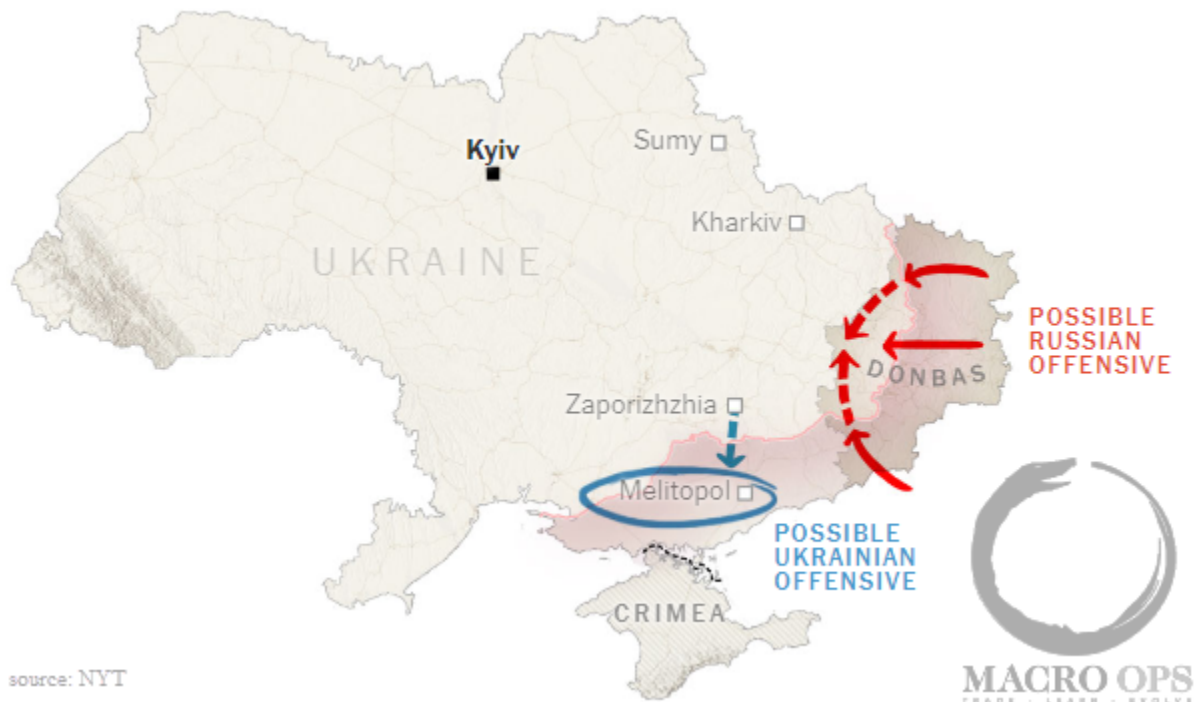 Kyiv
Sumy
Kharkiv
UKRAINE
POSSIBLE
RUSSIAN
OFFENSIVE
DONBAS
Zaporizhzhia
Melitopol
POSSIBLE
UKRAINIAN
OFFENSIVE
CRIMEA
source: NYT
MACRO OPS